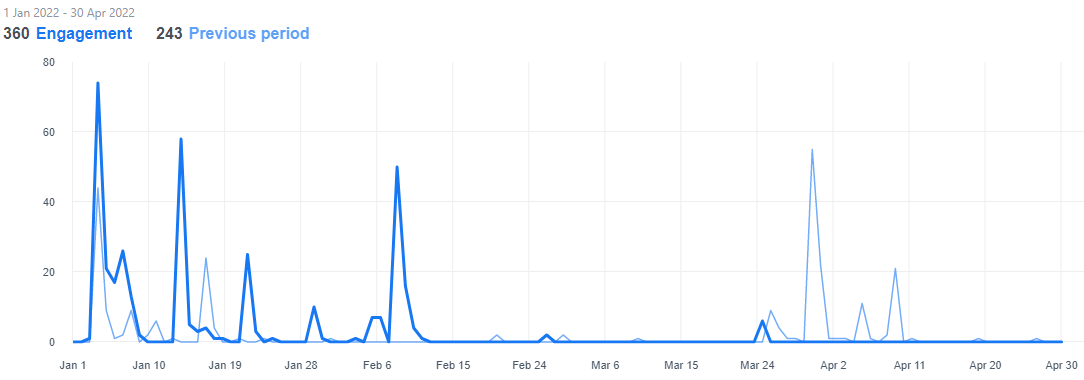 1 Jan 2022 - 30 Apr 2022
360 Engagement 243 Previous period
80
60
40
20
0
Jan 1 Jan 10 Jan 19 Jan 28 Feb 6 Feb 15 Feb 24 Mar 6 Mar 15 Mar 24 Apr 2 Apr 11 Apr 20 Apr 30